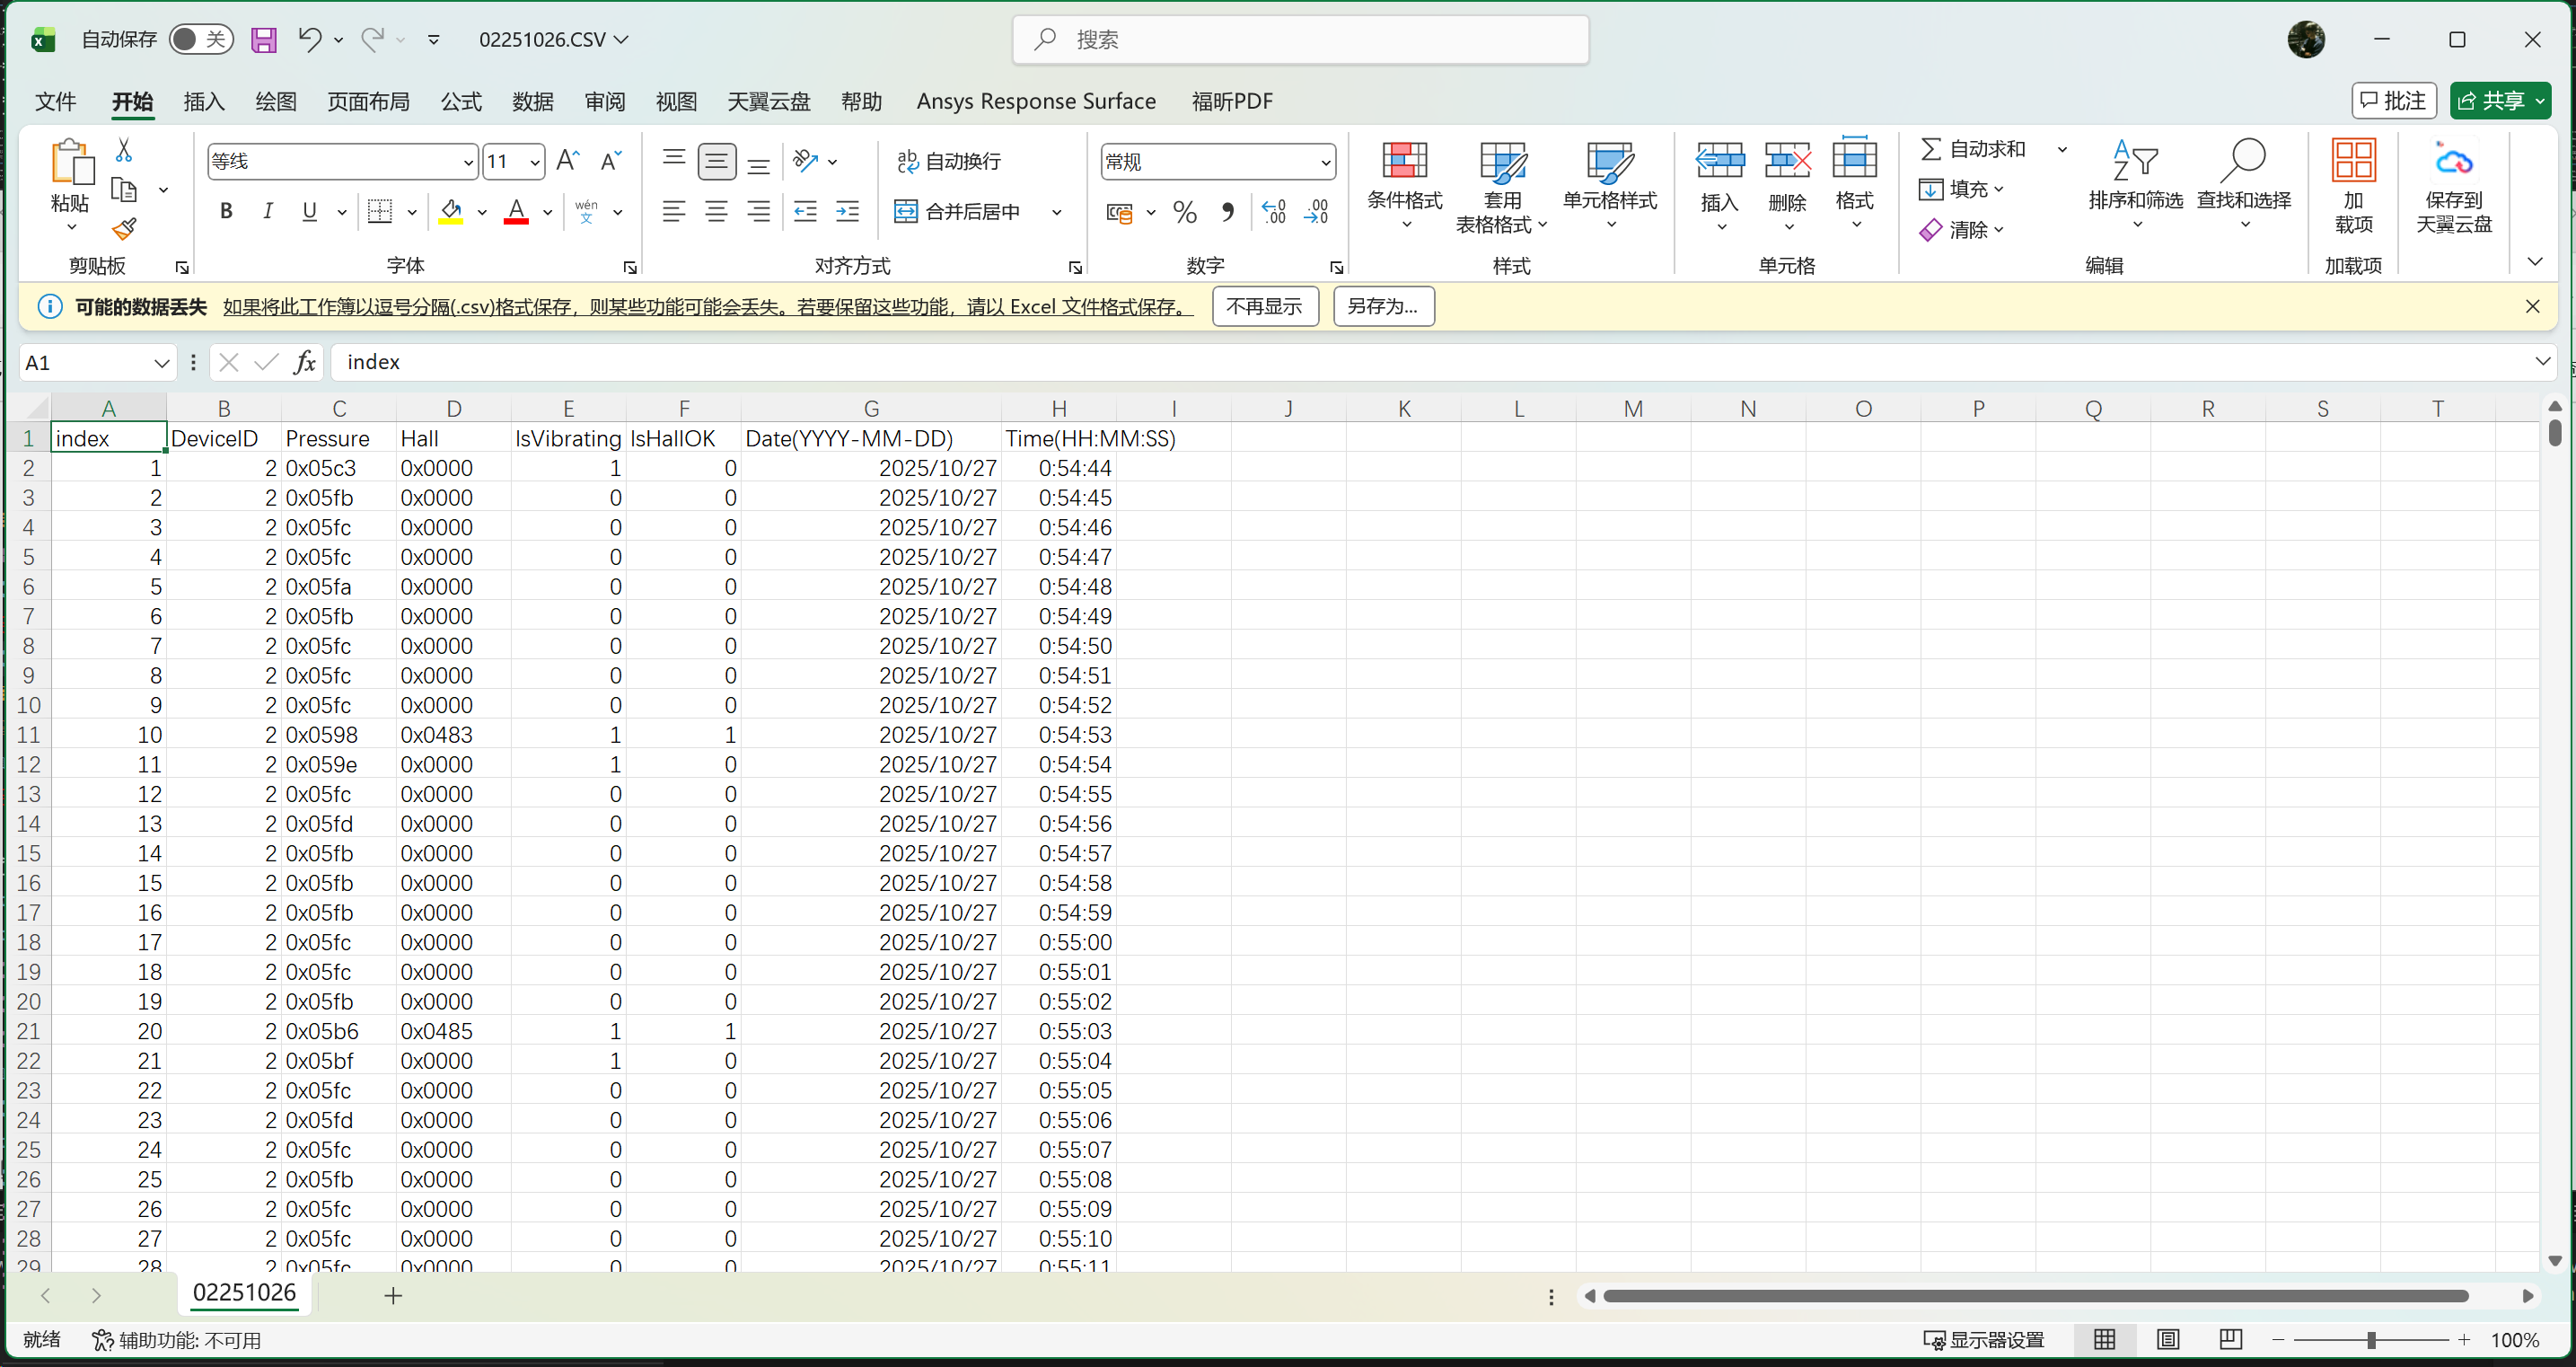 自动保存 关 02251026.CSV 搜索
文件 开始 插入 绘图 页面布局 公式 数据 审阅 视图 天翼云盘 帮助 Ansys Response Surface 福昕PDF 批注 共享
粘贴 等线 11 自动换行 常规 条件格式 套用 表格格式 单元格样式 插入 删除 格式 自动求和 排序和筛选 查找和选择 加 载项 保存到 天翼云盘
B I U A wén 文 合并后居中 % 填充
清除
剪贴板 字体 对齐方式 数字 样式 单元格 编辑 加载项
可能的数据丢失 如果将此工作簿以逗号分隔(.csv)格式保存，则某些功能可能会丢失。若要保留这些功能，请以 Excel 文件格式保存。 不再显示 另存为...
A1 fx index
A B C D E F G H I J K L M N O P Q R S T
1 index DeviceID Pressure Hall IsVibrating IsHallOK Date(YYYY-MM-DD) Time(HH:MM:SS)
2 1 2 0x05c3 0x0000 1 0 2025/10/27 0:54:44
3 2 2 0x05fb 0x0000 0 0 2025/10/27 0:54:45
4 3 2 0x05fc 0x0000 0 0 2025/10/27 0:54:46
5 4 2 0x05fc 0x0000 0 0 2025/10/27 0:54:47
6 5 2 0x05fa 0x0000 0 0 2025/10/27 0:54:48
7 6 2 0x05fb 0x0000 0 0 2025/10/27 0:54:49
8 7 2 0x05fc 0x0000 0 0 2025/10/27 0:54:50
9 8 2 0x05fc 0x0000 0 0 2025/10/27 0:54:51
10 9 2 0x05fc 0x0000 0 0 2025/10/27 0:54:52
11 10 2 0x0598 0x0483 1 1 2025/10/27 0:54:53
12 11 2 0x059e 0x0000 1 0 2025/10/27 0:54:54
13 12 2 0x05fc 0x0000 0 0 2025/10/27 0:54:55
14 13 2 0x05fd 0x0000 0 0 2025/10/27 0:54:56
15 14 2 0x05fb 0x0000 0 0 2025/10/27 0:54:57
16 15 2 0x05fb 0x0000 0 0 2025/10/27 0:54:58
17 16 2 0x05fb 0x0000 0 0 2025/10/27 0:54:59
18 17 2 0x05fc 0x0000 0 0 2025/10/27 0:55:00
19 18 2 0x05fc 0x0000 0 0 2025/10/27 0:55:01
20 19 2 0x05fb 0x0000 0 0 2025/10/27 0:55:02
21 20 2 0x05b6 0x0485 1 1 2025/10/27 0:55:03
22 21 2 0x05bf 0x0000 1 0 2025/10/27 0:55:04
23 22 2 0x05fc 0x0000 0 0 2025/10/27 0:55:05
24 23 2 0x05fd 0x0000 0 0 2025/10/27 0:55:06
25 24 2 0x05fc 0x0000 0 0 2025/10/27 0:55:07
26 25 2 0x05fb 0x0000 0 0 2025/10/27 0:55:08
27 26 2 0x05fc 0x0000 0 0 2025/10/27 0:55:09
28 27 2 0x05fc 0x0000 0 0 2025/10/27 0:55:10
29 28 2 0x05fc 0x0000 0 0 2025/10/27 0:55:11
02251026
就绪 辅助功能: 不可用 显示器设置 100%